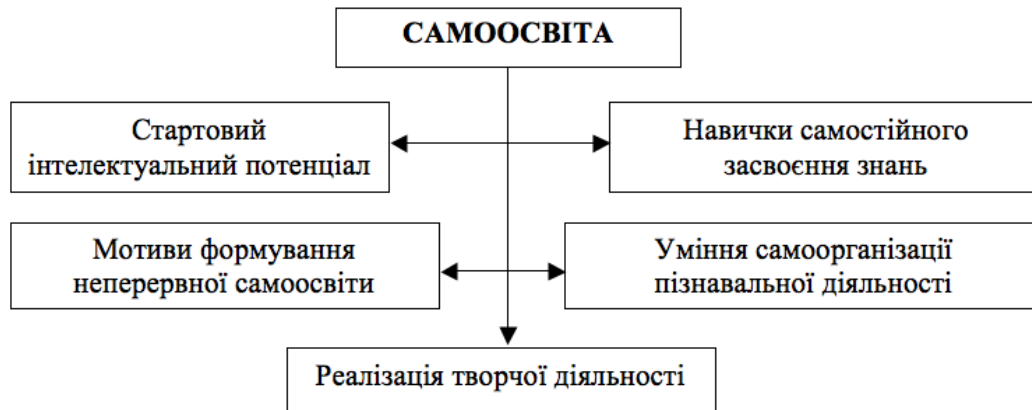 САМООСВІТА
Стартовий
інтелектуальний потенціал
Навички самостійного
засвоєння знань
Мотиви формування
неперервної самоосвіти
Уміння самоорганізації
пізнавальної діяльності
Реалізація творчої діяльності